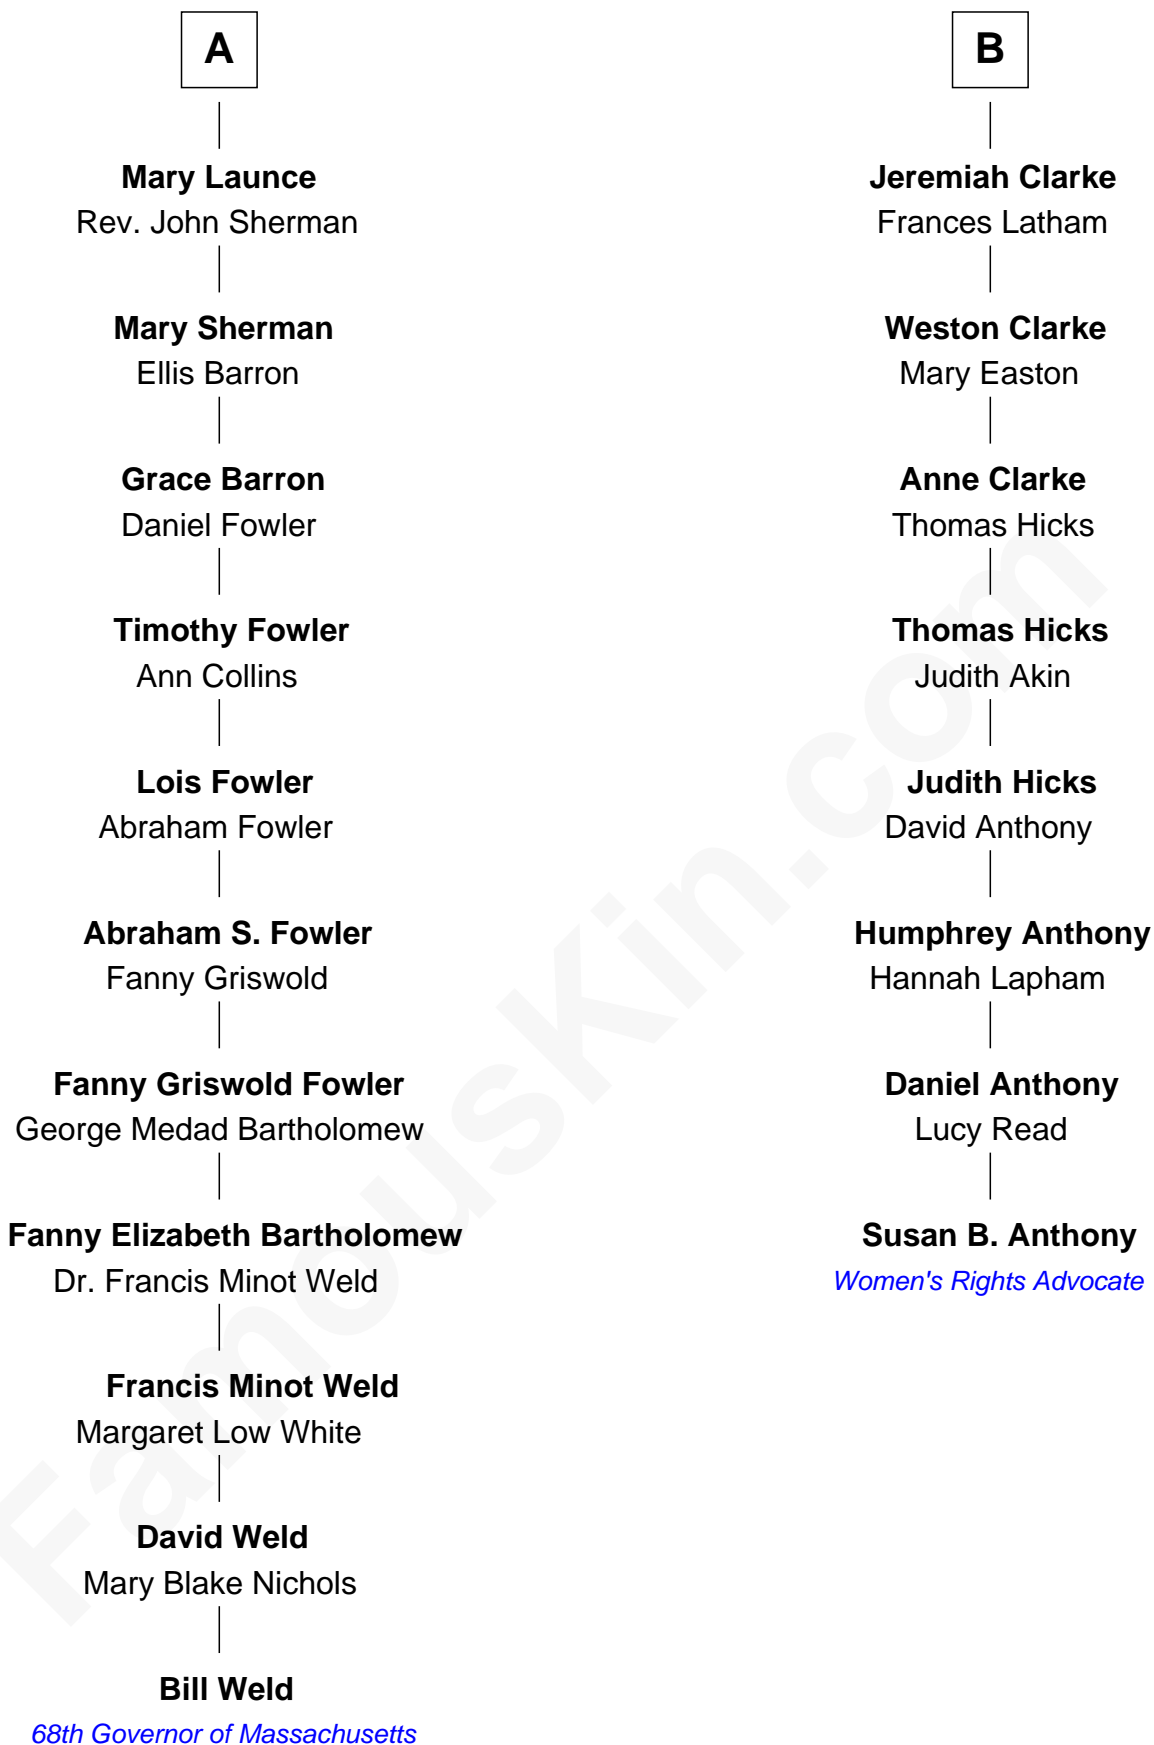 A
Mary Launce
Rev. John Sherman
Mary Sherman
Ellis Barron
Grace Barron
Daniel Fowler
Timothy Fowler
Ann Collins
Lois Fowler
Abraham Fowler
Abraham S. Fowler
Fanny Griswold
Fanny Griswold Fowler
George Medad Bartholomew
Fanny Elizabeth Bartholomew
Dr. Francis Minot Weld
Francis Minot Weld
Margaret Low White
David Weld
Mary Blake Nichols
Bill Weld
68th Governor of Massachusetts
B
Jeremiah Clarke
Frances Latham
Weston Clarke
Mary Easton
Anne Clarke
Thomas Hicks
Thomas Hicks
Judith Akin
Judith Hicks
David Anthony
Humphrey Anthony
Hannah Lapham
Daniel Anthony
Lucy Read
Susan B. Anthony
Women's Rights Advocate
FamousKin.com